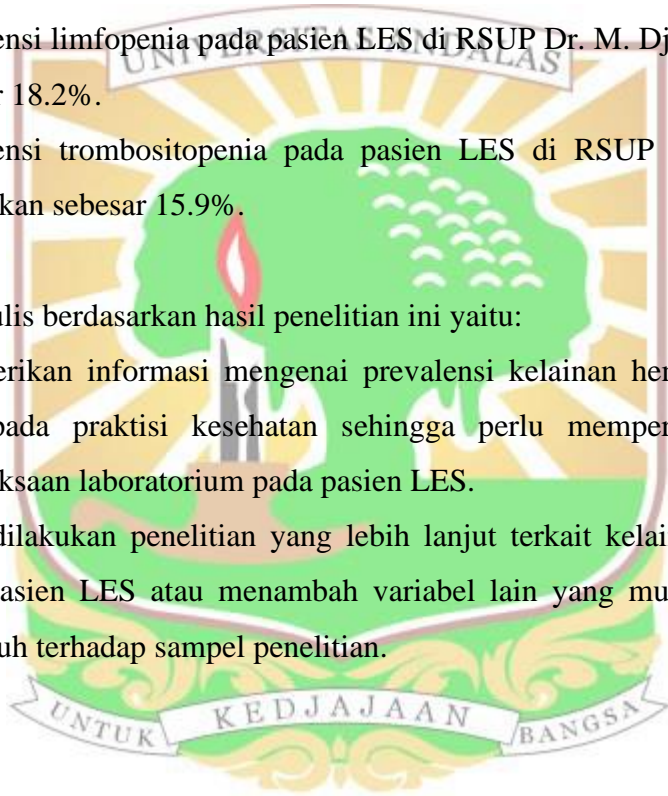 ensi limfopenia pada pasien LES di RSUP Dr. M. Dj
UNIVERSITAS ANDALAS
r 18.2%.
ensi trombositopenia pada pasien LES di RSUP
kan sebesar 15.9%.
ulis berdasarkan hasil penelitian ini yaitu:
erikan informasi mengenai prevalensi kelainan hem
pada praktisi kesehatan sehingga perlu memper
ksaan laboratorium pada pasien LES.
dilakukan penelitian yang lebih lanjut terkait kelai
asien LES atau menambah variabel lain yang mu
uh terhadap sampel penelitian.
UNTUK KEDJAJAAN BANGSA